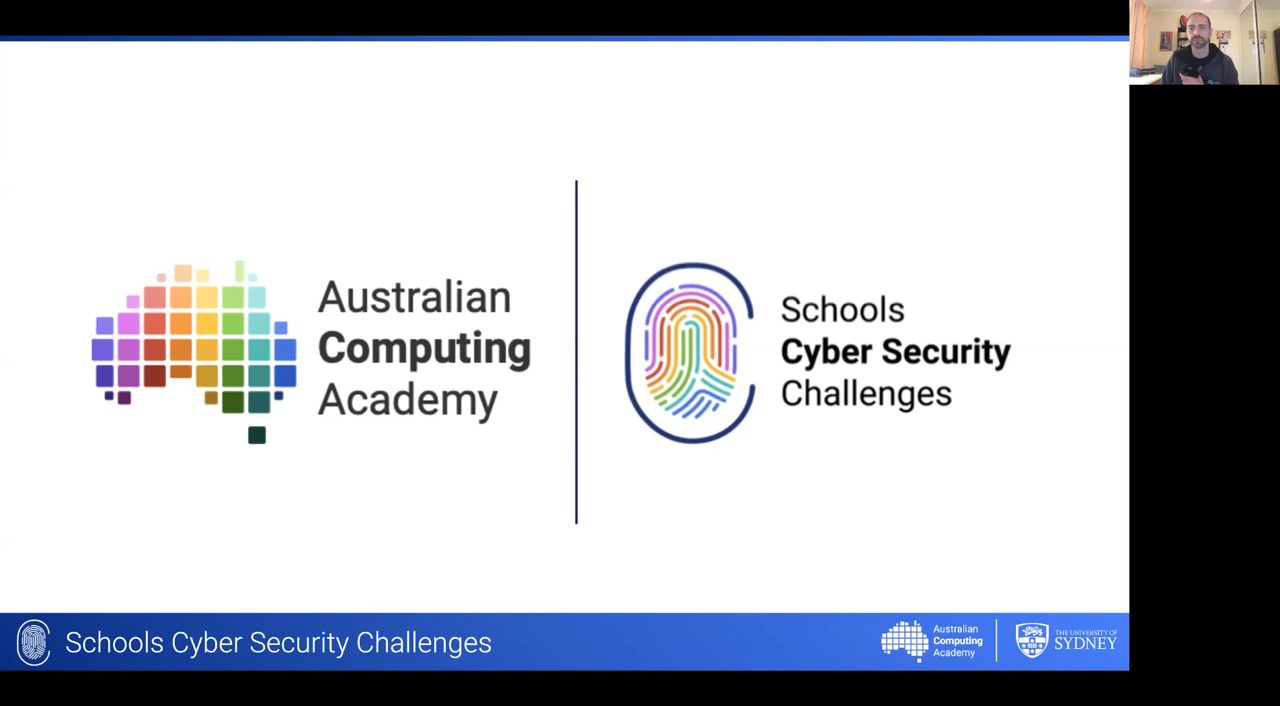 Australian
Computing
Academy
Schools
Cyber Security
Challenges
Schools Cyber Security Challenges
Australian
Computing
Academy
THE UNIVERSITY OF
SYDNEY